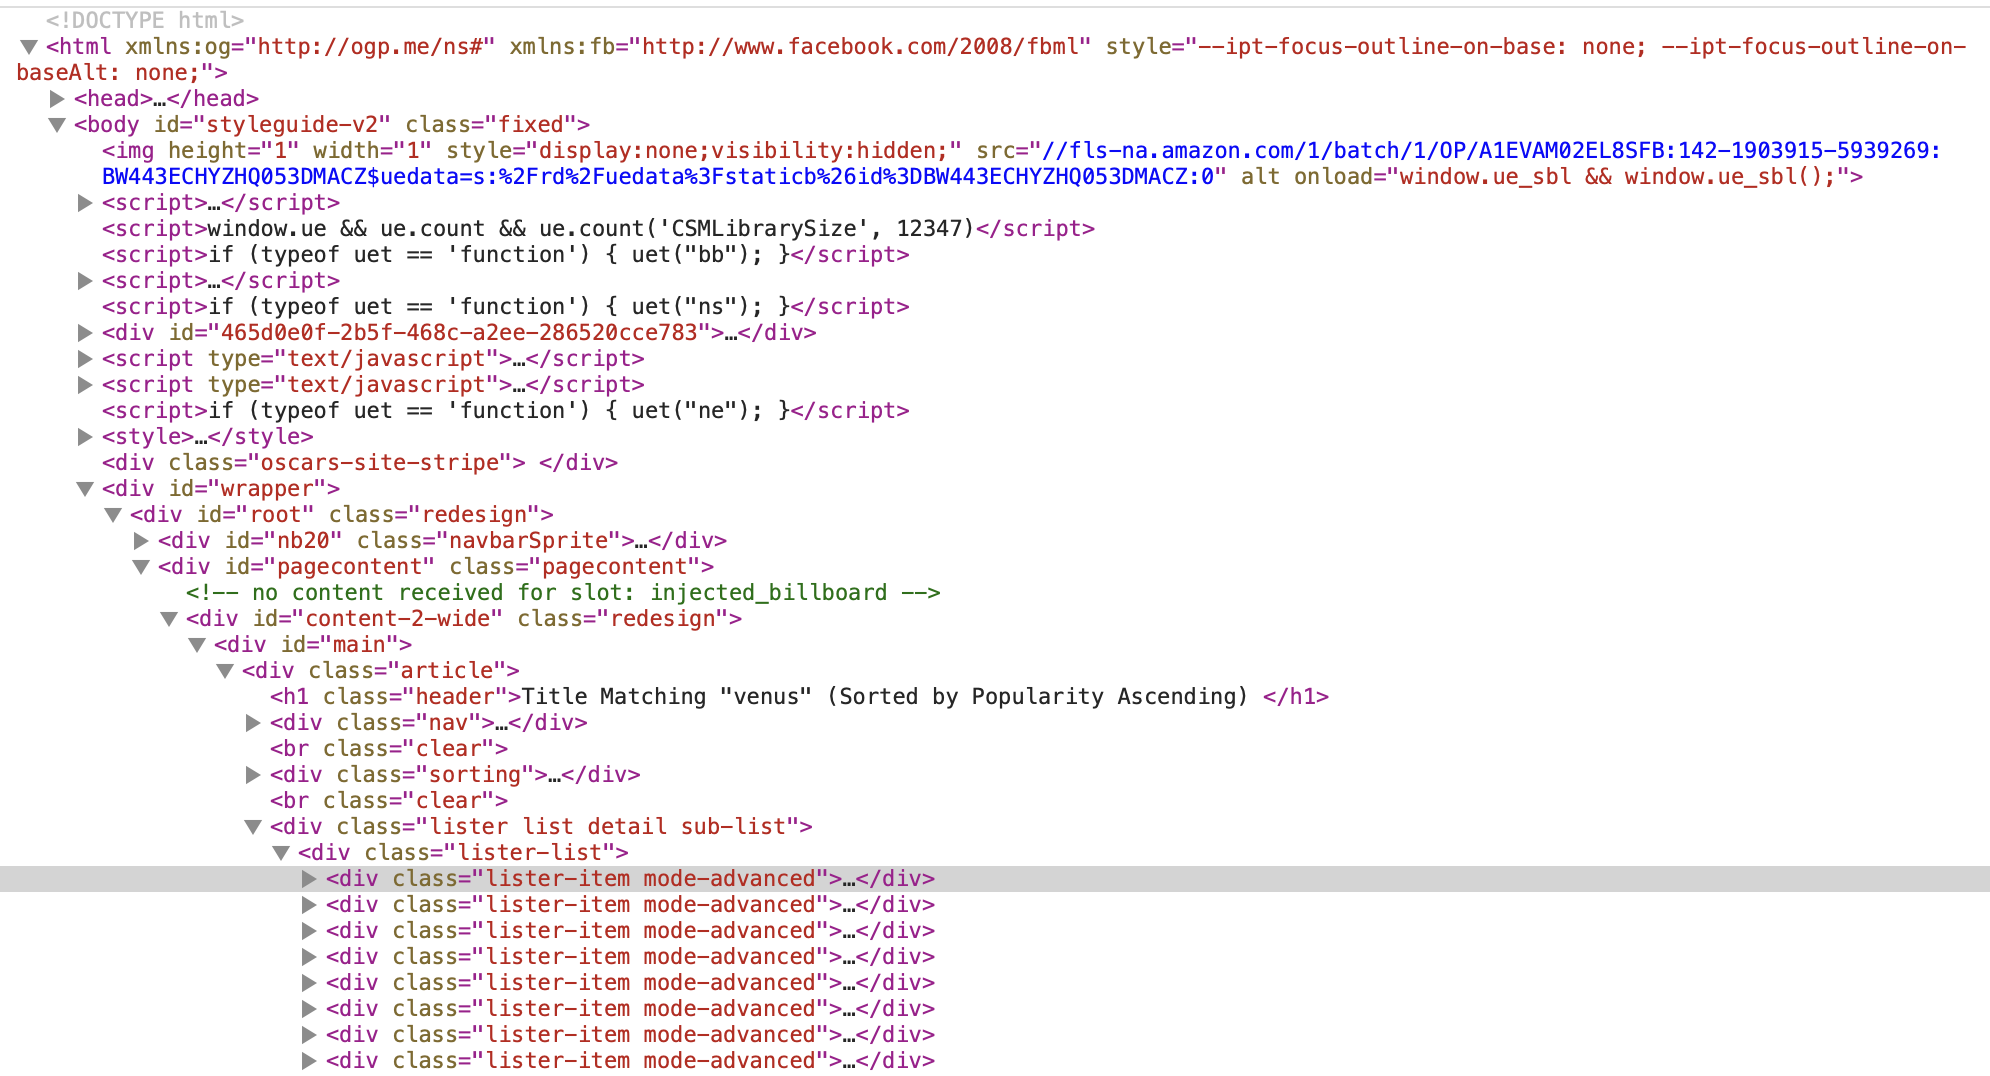 <!DOCTYPE html>
<html xmlns:og="http://ogp.me/ns#" xmlns:fb="http://www.facebook.com/2008/fbml" style="--ipt-focus-outline-on-base: none; --ipt-focus-outline-on-
baseAlt: none;">
<head>…</head>
<body id="styleguide-v2" class="fixed">
<img height="1" width="1" style="display:none;visibility:hidden;" src="//fls-na.amazon.com/1/batch/1/OP/A1EVAM02EL8SFB:142-1903915-5939269:
BW443ECHYZHQ053DMACZ$uedata=s:%2Frd%2Fuedata%3Fstaticb%26id%3DBW443ECHYZHQ053DMACZ:0" alt onload="window.ue_sbl && window.ue_sbl();">
<script>…</script>
<script>window.ue && ue.count && ue.count('CSMLibrarySize', 12347)</script>
<script>if (typeof uet == 'function') { uet("bb"); }</script>
<script>…</script>
<script>if (typeof uet == 'function') { uet("ns"); }</script>
<div id="465d0e0f-2b5f-468c-a2ee-286520cce783">…</div>
<script type="text/javascript">…</script>
<script type="text/javascript">…</script>
<script>if (typeof uet == 'function') { uet("ne"); }</script>
<style>…</style>
<div class="oscars-site-stripe"> </div>
<div id="wrapper">
<div id="root" class="redesign">
<div id="nb20" class="navbarSprite">…</div>
<div id="pagecontent" class="pagecontent">
<!-- no content received for slot: injected_billboard -->
<div id="content-2-wide" class="redesign">
<div id="main">
<div class="article">
<h1 class="header">Title Matching "venus" (Sorted by Popularity Ascending) </h1>
<div class="nav">…</div>
<br class="clear">
<div class="sorting">…</div>
<br class="clear">
<div class="lister list detail sub-list">
<div class="lister-list">
<div class="lister-item mode-advanced">…</div>
<div class="lister-item mode-advanced">…</div>
<div class="lister-item mode-advanced">…</div>
<div class="lister-item mode-advanced">…</div>
<div class="lister-item mode-advanced">…</div>
<div class="lister-item mode-advanced">…</div>
<div class="lister-item mode-advanced">…</div>
<div class="lister-item mode-advanced">…</div>